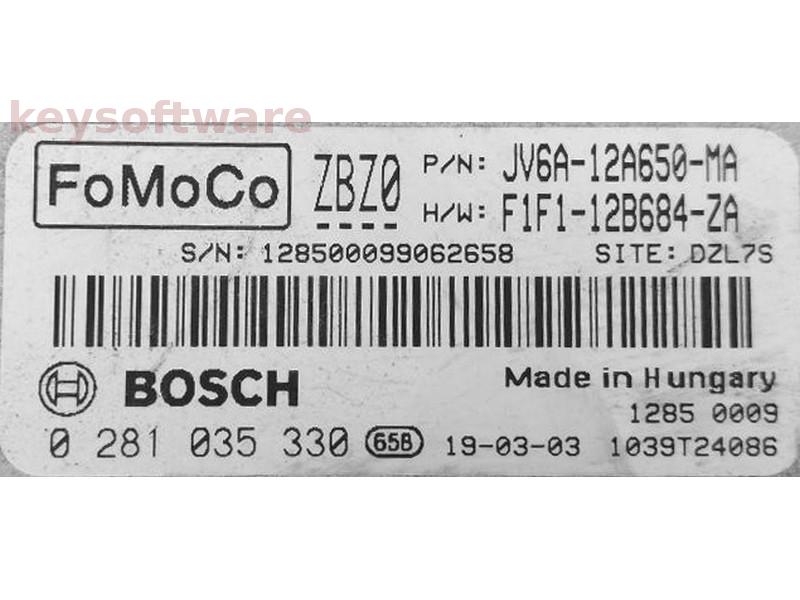 keysoftware
FoMoCo ZBZ0 P/N: JV6A-12A650-MA
H/W: F1F1-12B684-ZA
S/N: 128500099062658 SITE: DZL7S
BOSCH Made in Hungary
1285 0009
0 281 035 330 65B 19-03-03 1039T24086